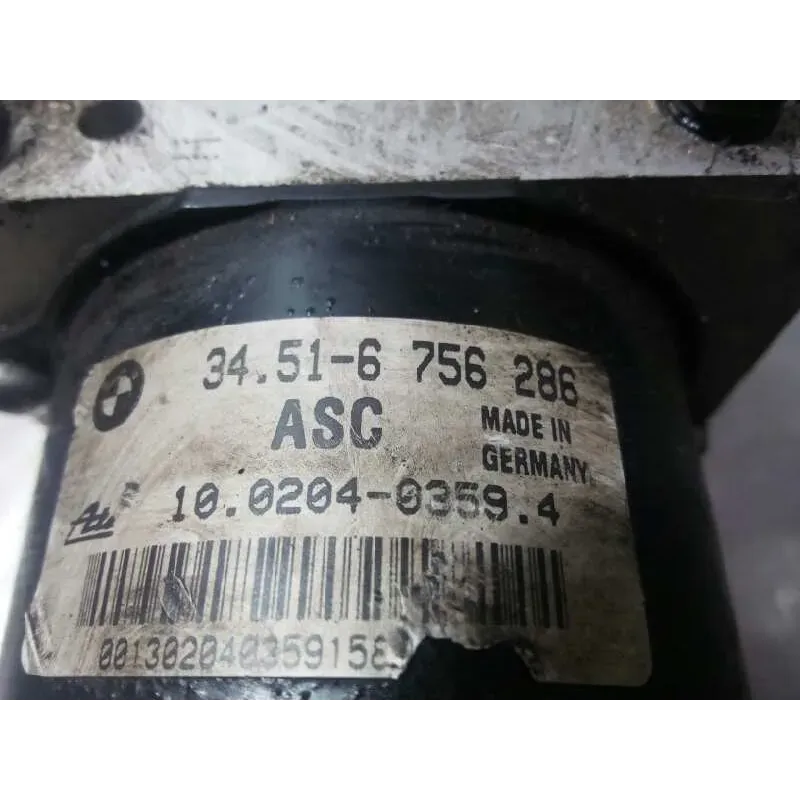 34.51-6 756 286
ASC MADE IN
GERMANY
10.0204-0359.4
00130204035915